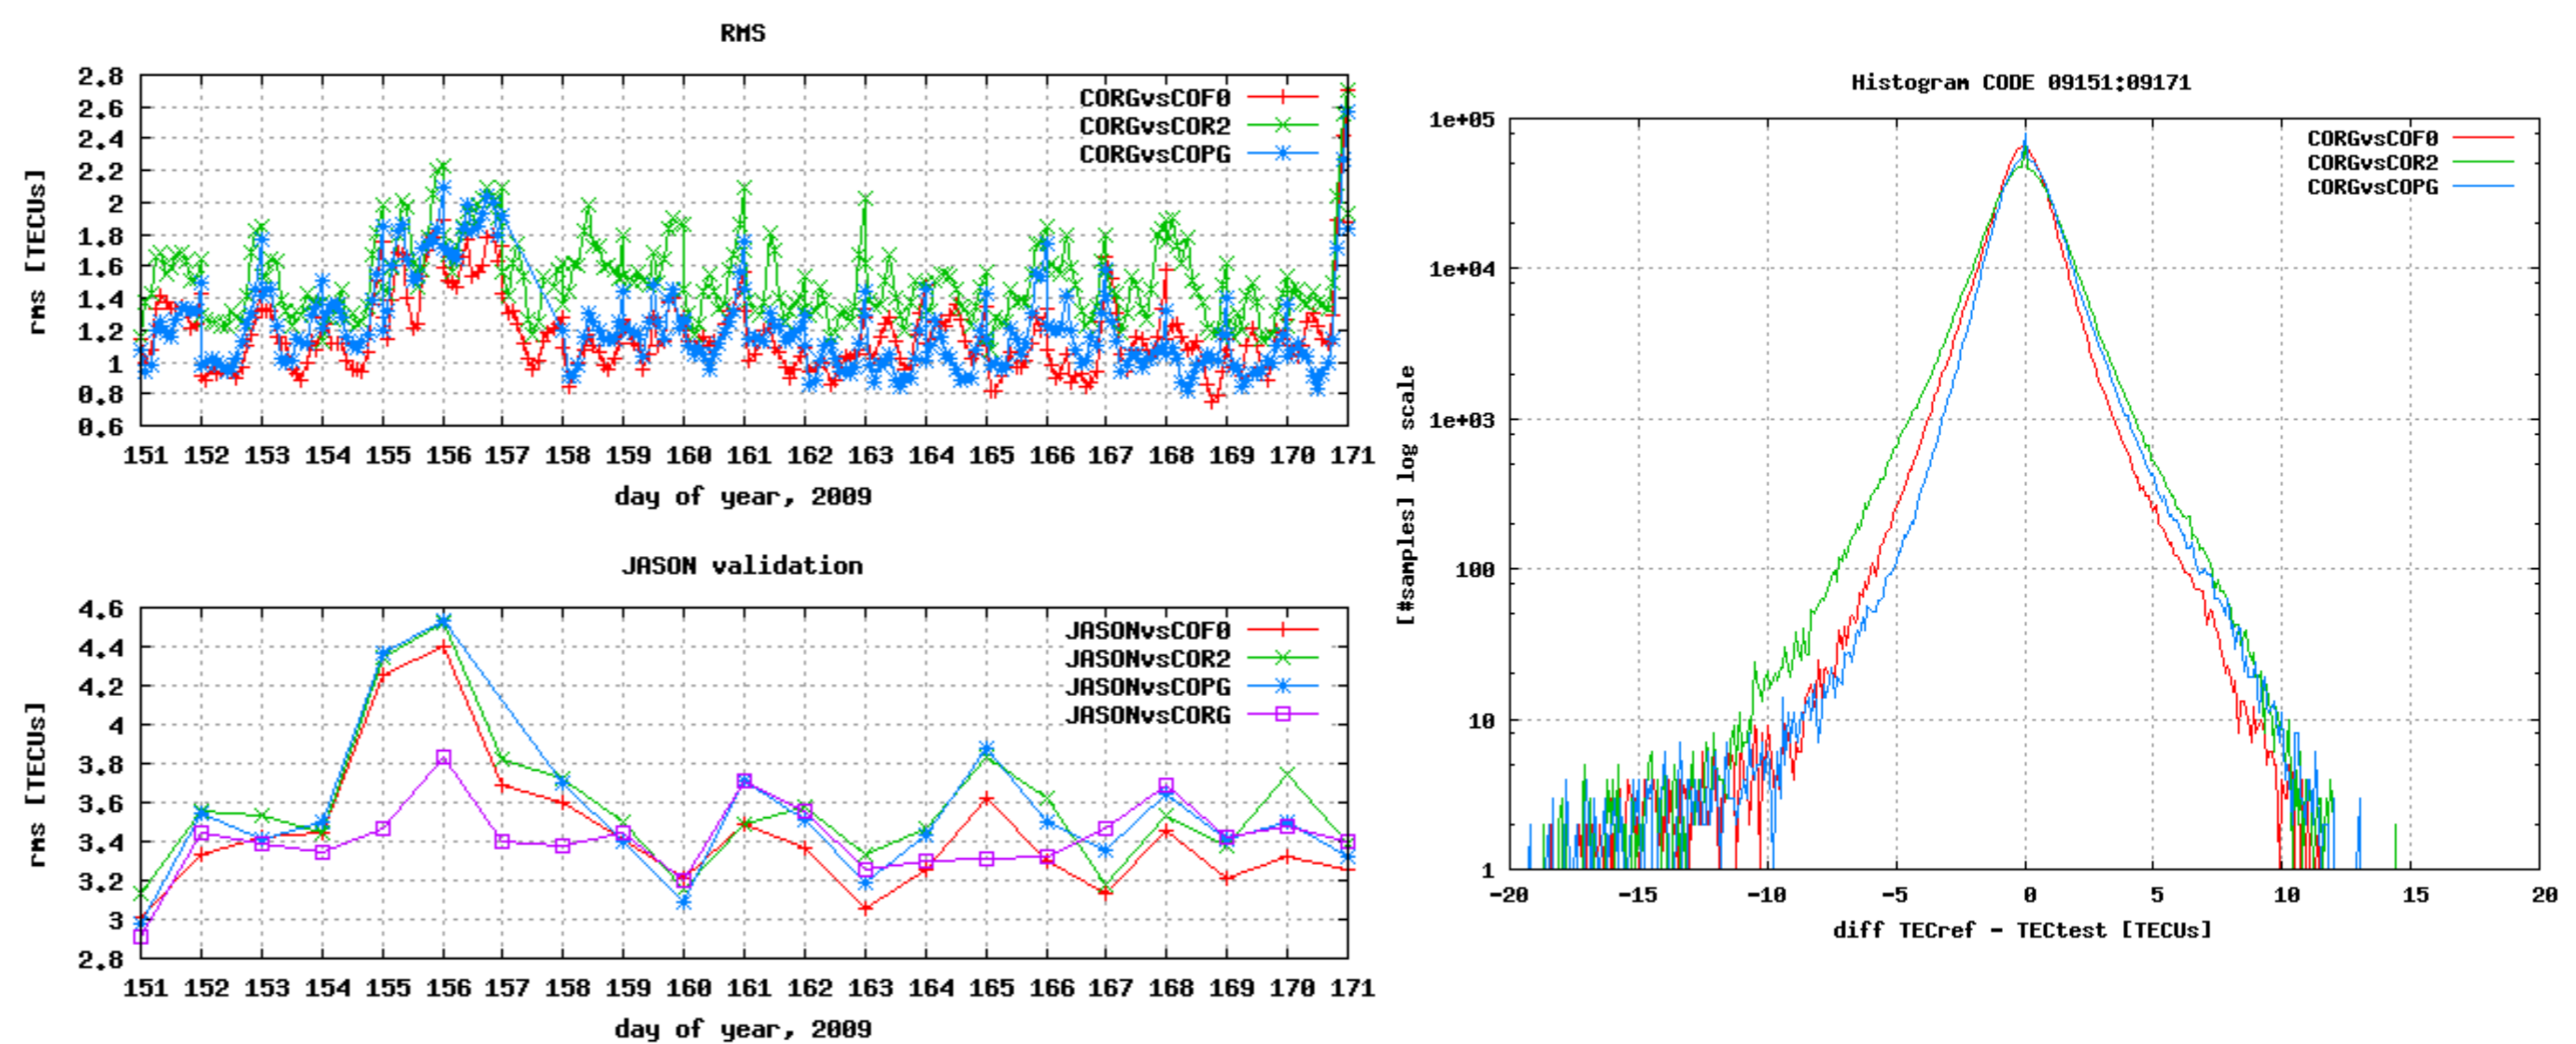 RMS
2.8
2.6
2.4
2.2
2
1.8
1.6
1.4
1.2
1
0.8
0.6
rms [TECUs]
CORGvsCOF0
CORGvsCOR2
CORGvsCOPG
151 152 153 154 155 156 157 158 159 160 161 162 163 164 165 166 167 168 169 170 171
day of year, 2009
JASON validation
4.6
4.4
4.2
4
3.8
3.6
3.4
3.2
3
2.8
rms [TECUs]
JASONvsCOF0
JASONvsCOR2
JASONvsCOPG
JASONvsCORG
151 152 153 154 155 156 157 158 159 160 161 162 163 164 165 166 167 168 169 170 171
day of year, 2009
Histogram CODE 09151:09171
1e+05
1e+04
1e+03
100
10
1
[#samples] log scale
CORGvsCOF0
CORGvsCOR2
CORGvsCOPG
-20 -15 -10 -5 0 5 10 15 20
diff TECref - TECtest [TECUs]